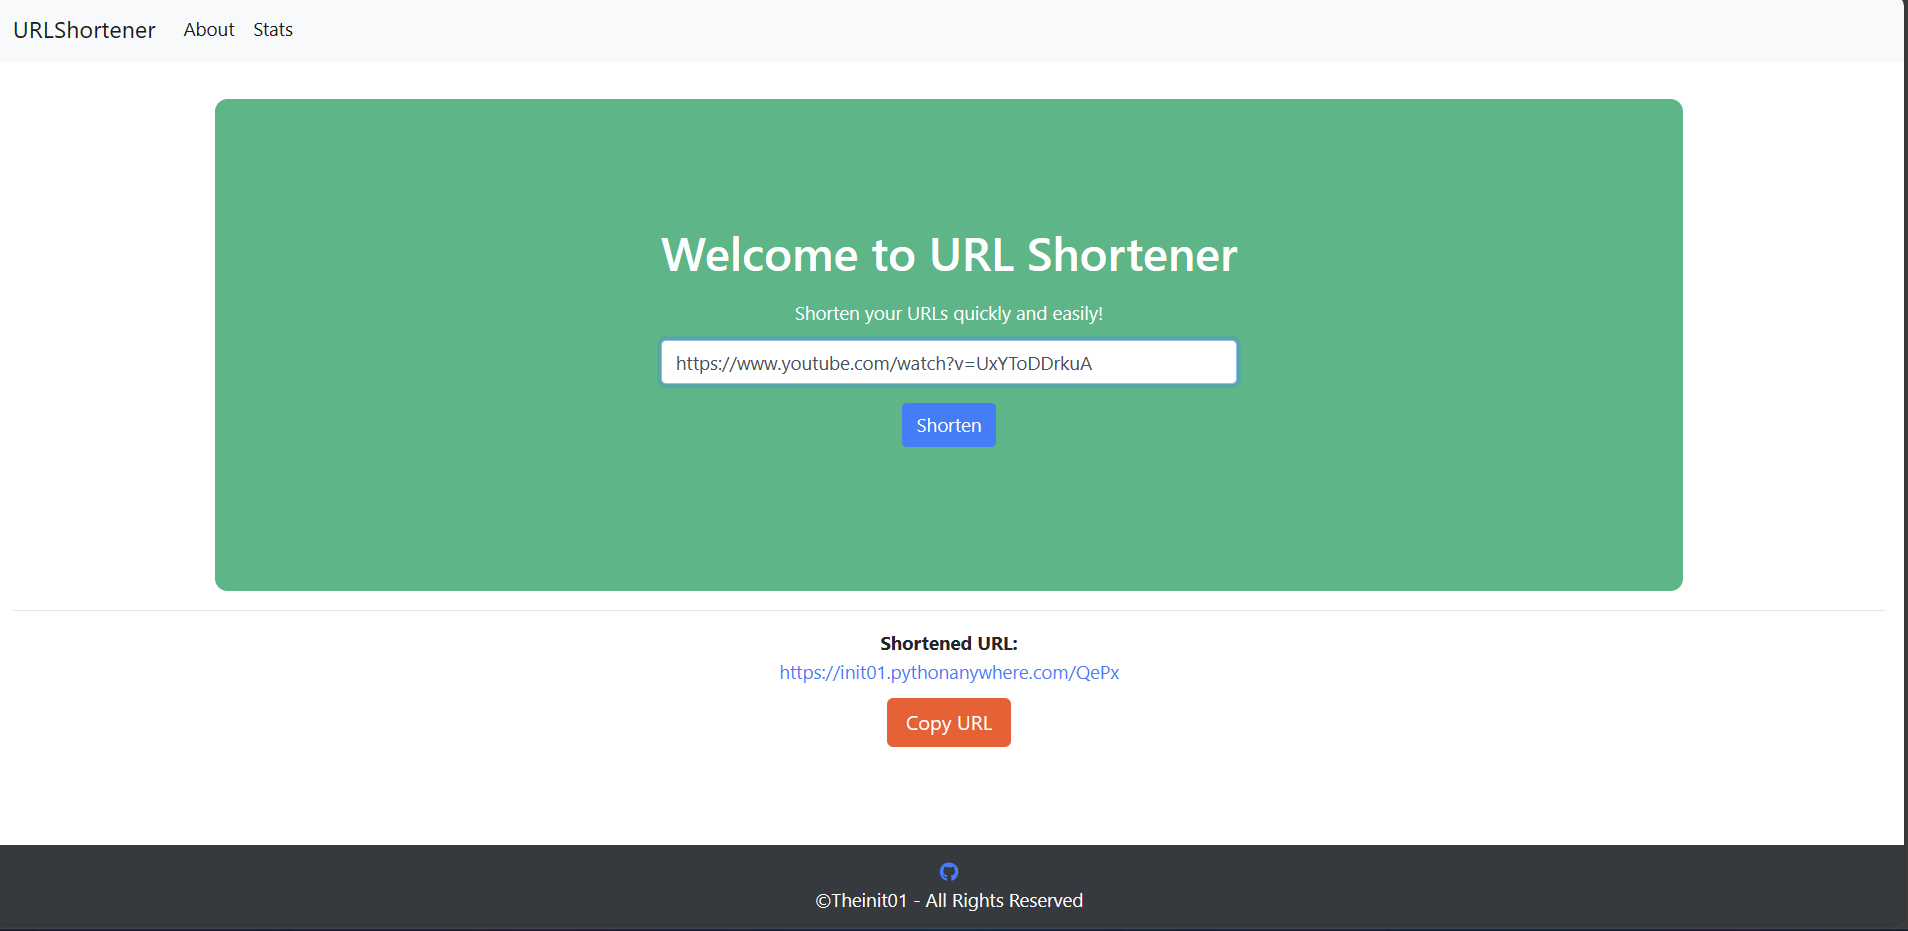 URLShortener About Stats
Welcome to URL Shortener
Shorten your URLs quickly and easily!
https://www.youtube.com/watch?v=UxYToDDrkuA
Shorten
Shortened URL:
https://init01.pythonanywhere.com/QePx
Copy URL
©Theinit01 - All Rights Reserved